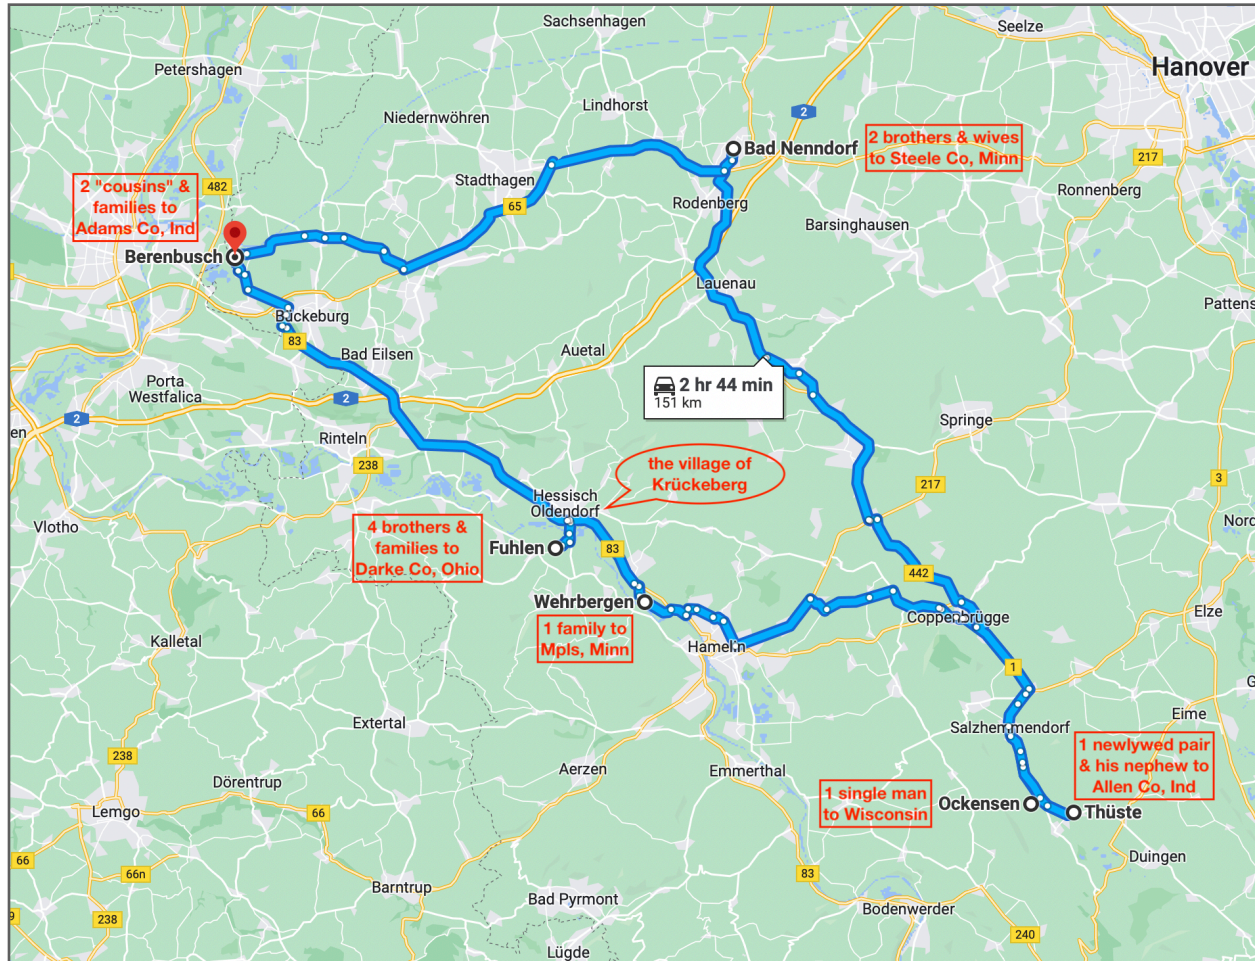 Sachsenhagen
Seelze
Hanover
Petershagen
Lindhorst
2
Niedernwöhren
Bad Nenndorf
2 brothers & wives
to Steele Co, Minn
217
482
Stadthagen
2 "cousins" &
families to
Adams Co, Ind
65
Rodenberg
Ronnenberg
Barsinghausen
Berenbusch
Lauenau
Pattens
Bückeburg
83
Bad Eilsen
Auetal
Porta
Westfalica
2 hr 44 min
151 km
2
2
en
Rinteln
238
Springe
the village of
Krückeberg
3
217
Hessisch
Oldendorf
Vlotho
4 brothers &
families to
Darke Co, Ohio
Fuhlen
83
Nord
442
Wehrbergen
1 family to
Mpls, Minn
Coppenbrügge
Elze
Kalletal
Hamelin
1
G
Extertal
Salzhemmendorf
Eime
238
1 newlywed pair
& his nephew to
Allen Co, Ind
Aerzen
Emmerthal
Dörentrup
1 single man
to Wisconsin
Ockensen
Thüste
Lemgo
66
66
66n
Duingen
83
Barntrup
Bad Pyrmont
Bodenwerder
9
238
240
Lügde